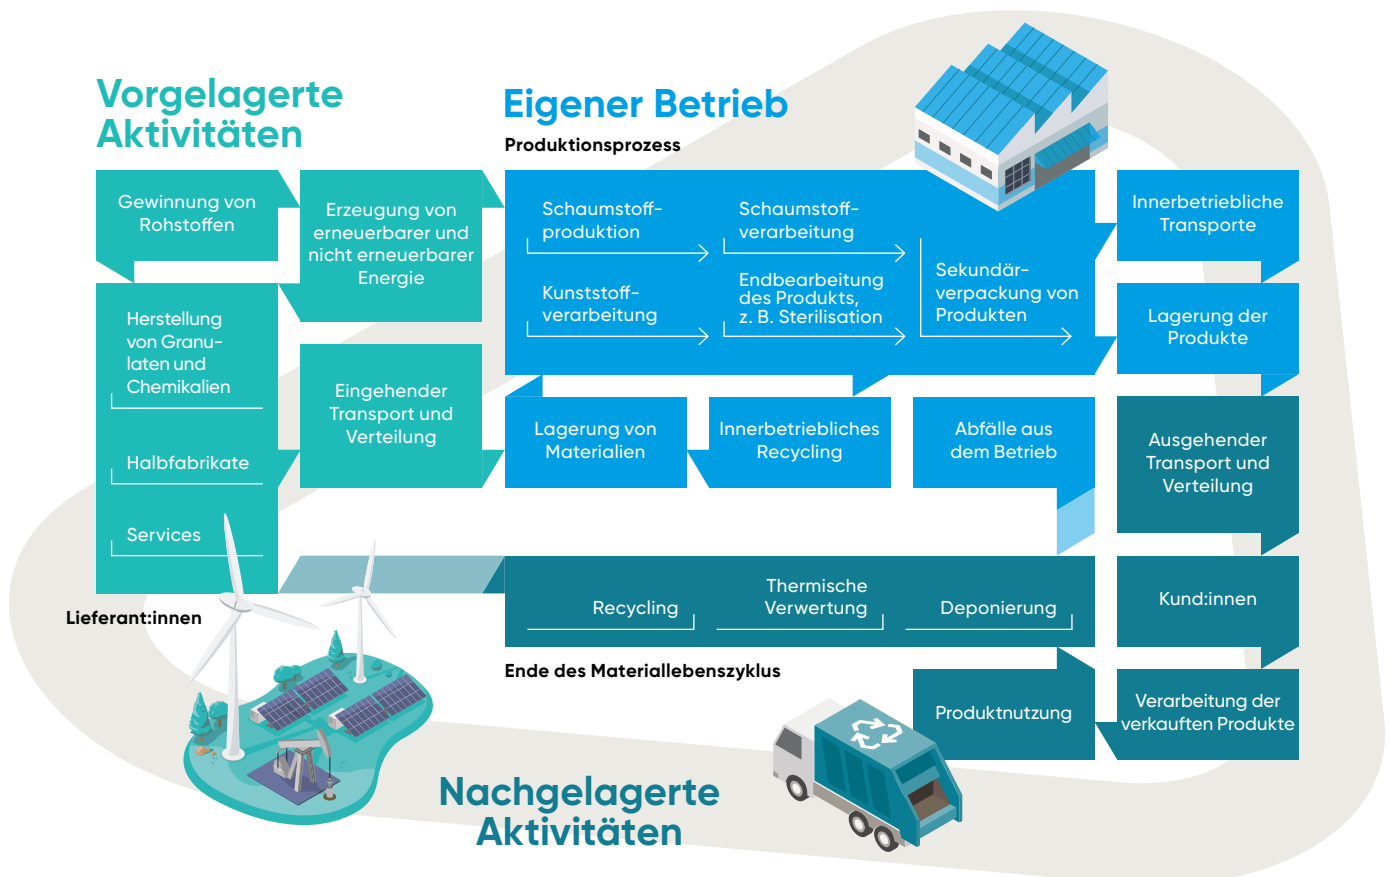 Vorgelagerte
Aktivitäten
Gewinnung von
Rohstoffen
Erzeugung von
erneuerbarer und
nicht erneuerbarer
Energie
Herstellung
von Granu-
laten und
Chemikalien
Halbfabrikate
Services
Lieferant:innen
Eingehender
Transport und
Verteilung
Eigener Betrieb
Produktionsprozess
Schaumstoff-
produktion
Schaumstoff-
verarbeitung
Kunststoff-
verarbeitung
Endbearbeitung
des Produkts,
z. B. Sterilisation
Sekundär-
verpackung von
Produkten
Innerbetriebliche
Transporte
Lagerung der
Produkte
Lagerung von
Materialien
Innerbetriebliches
Recycling
Abfälle aus
dem Betrieb
Ausgehender
Transport und
Verteilung
Kund:innen
Verarbeitung der
verkauften Produkte
Produktnutzung
Recycling
Thermische
Verwertung
Deponierung
Ende des Materiallebenszyklus
Nachgelagerte
Aktivitäten